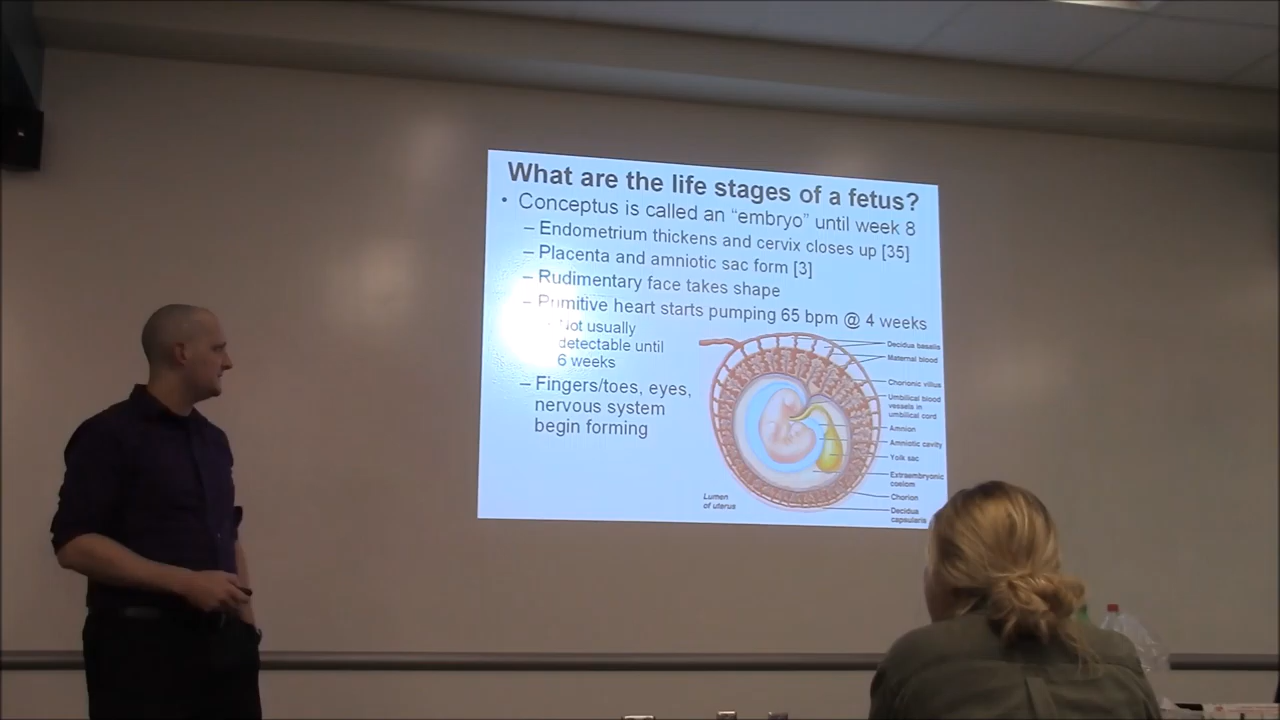 What are the life stages of a fetus?
• Conceptus is called an “embryo” until week 8
– Endometrium thickens and cervix closes up [35]
– Placenta and amniotic sac form [3]
– Rudimentary face takes shape
– Primitive heart starts pumping 65 bpm @ 4 weeks
Not usually
detectable until
6 weeks
– Fingers/toes, eyes,
nervous system
begin forming
Decidus basalis
Maternal blood
Chorionic villus
Umbilical blood
vessels in
umbilical cord
Amnion
Amniotic cavity
Yolk sac
Extraembryonic
coelom
Chorion
Decidus
capsularis
Lumen
of uterus